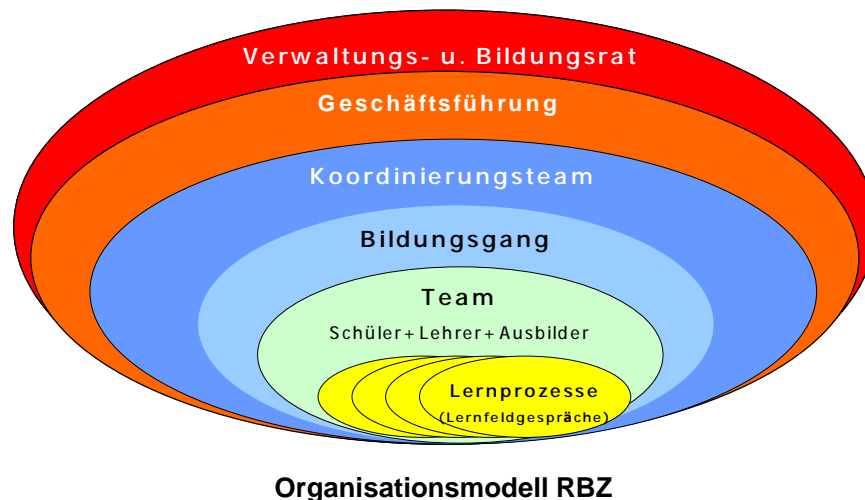 Verwaltungs- u. Bildungsrat
Geschäftsführung
Koordinierungsteam
Bildungsgang
Team
Schüler+Lehrer+Ausbilder
Lernprozesse
(Lernfeldgespräche)
Organisationsmodell RBZ